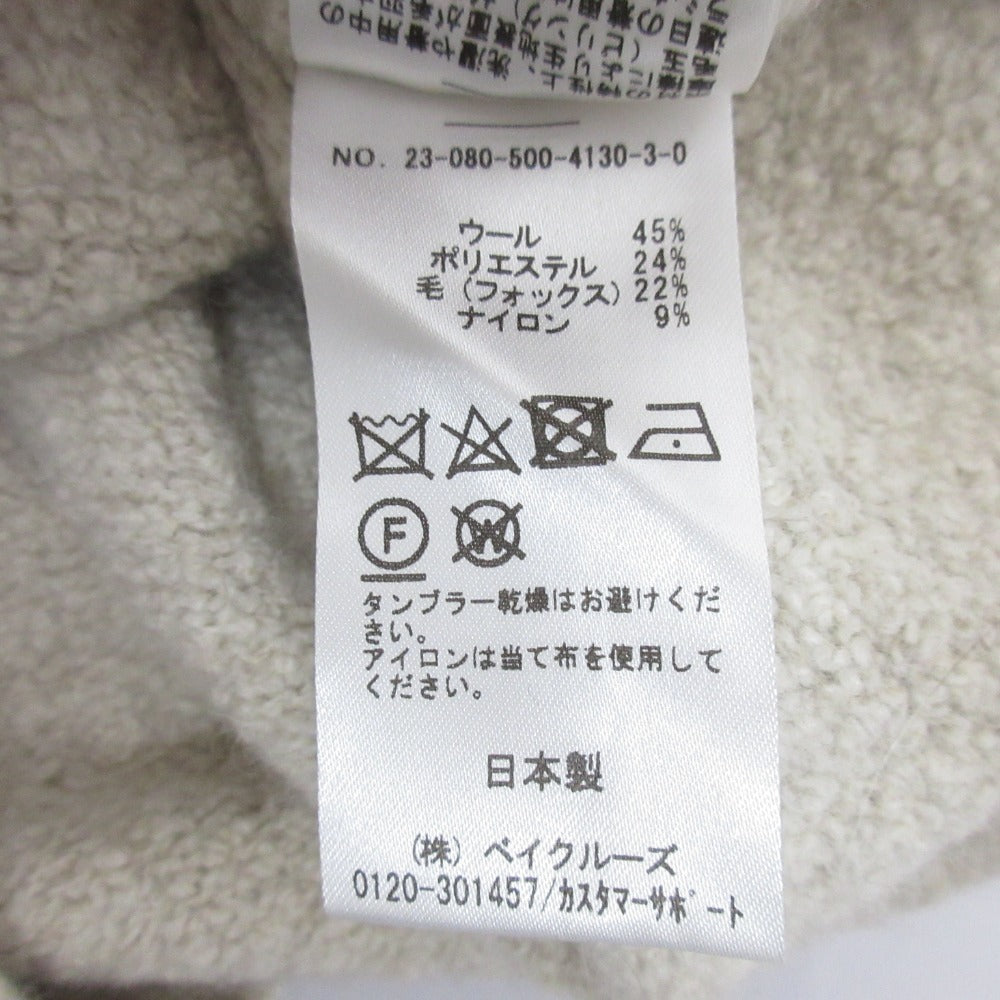 NO. 23-080-500-4130-3-0
ウール 45%
ポリエステル 24%
毛(フォックス) 22%
ナイロン 9%
F
W
タンブラー乾燥はお避けくだ
さい。
アイロンは当て布を使用して
ください。
日本製
(株) ベイクルーズ
0120-301457/カスタマーサポート